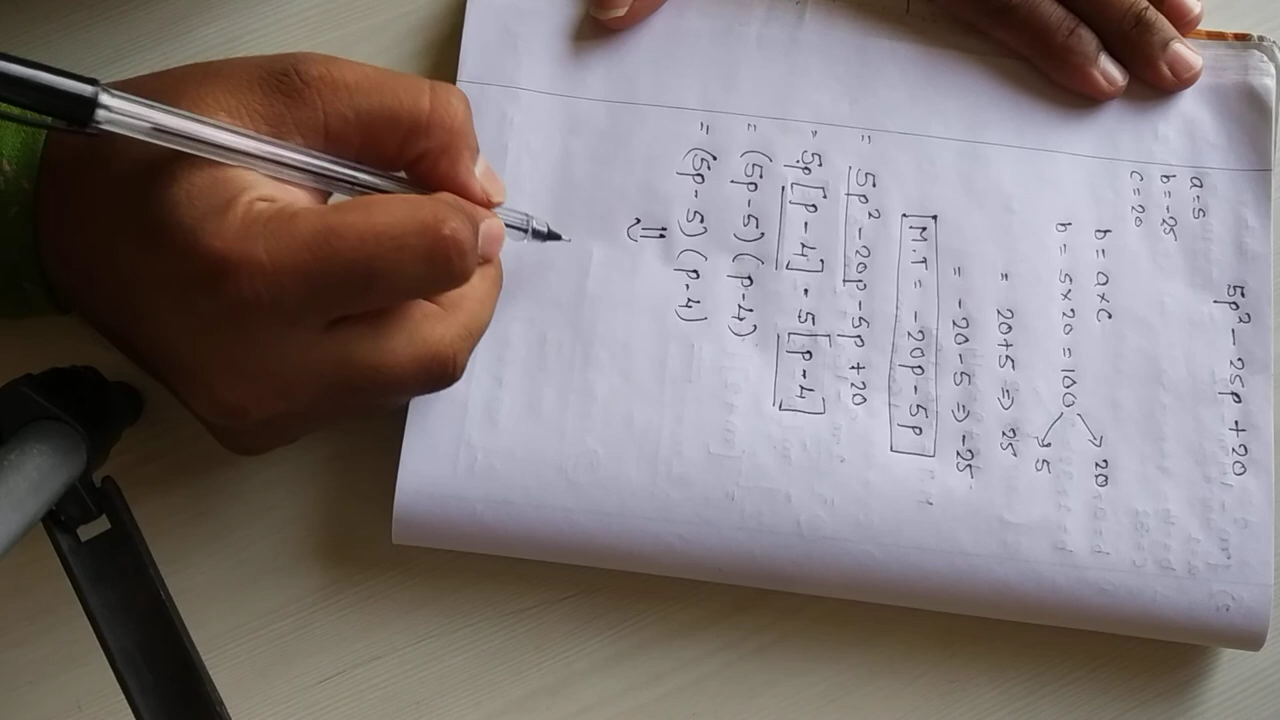 5p² - 25p + 20
a=5
b=-25
c=20
b = a×c
b = 5×20 = 100 → 20
→ 5
= 20+5 ⇒ 25
= -20-5 ⇒ -25
M.T = -20p - 5p
= 5p² - 20p - 5p + 20
= 5p [p-4] - 5 [p-4]
= (5p-5) (p-4)
= (5p-5) (p-4)